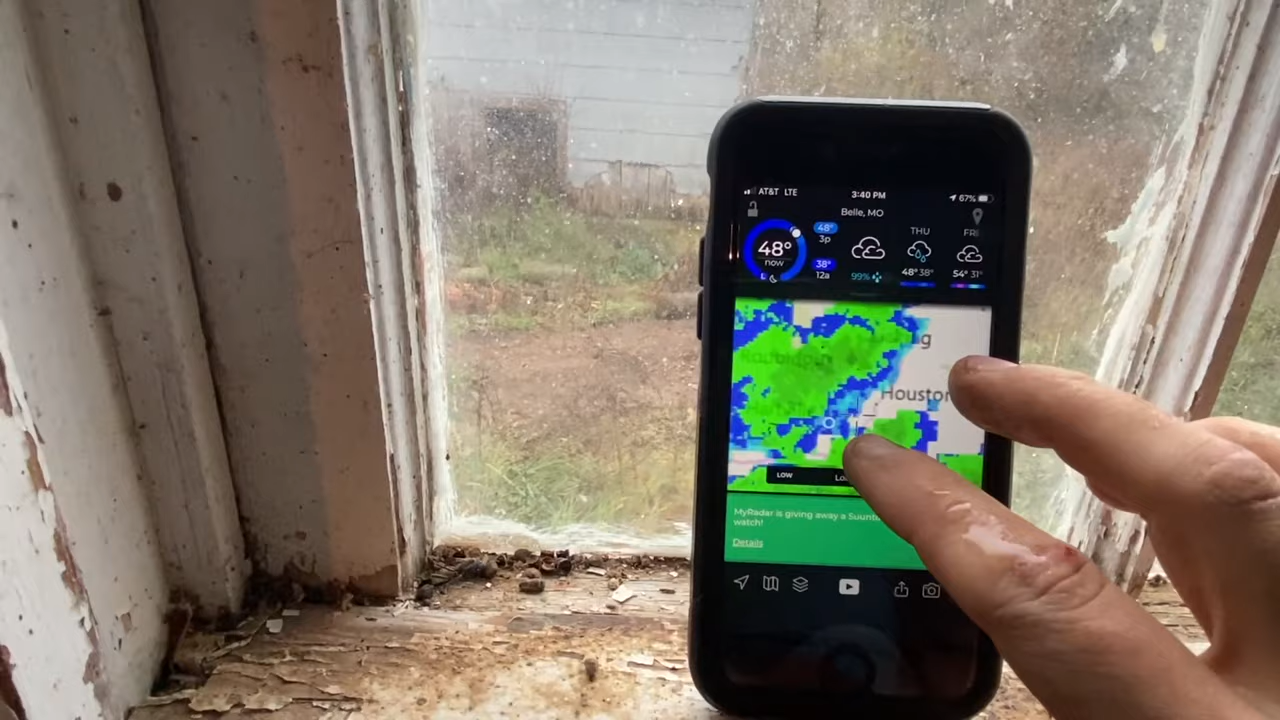 AT&T LTE 3:40 PM 67%
Belle, MO
48°
now
48°
3p
38°
12a
99%
THU
48° 38°
FRI
54° 31°
Houston
LOW
MyRadar is giving away a Suunto
watch!
Details